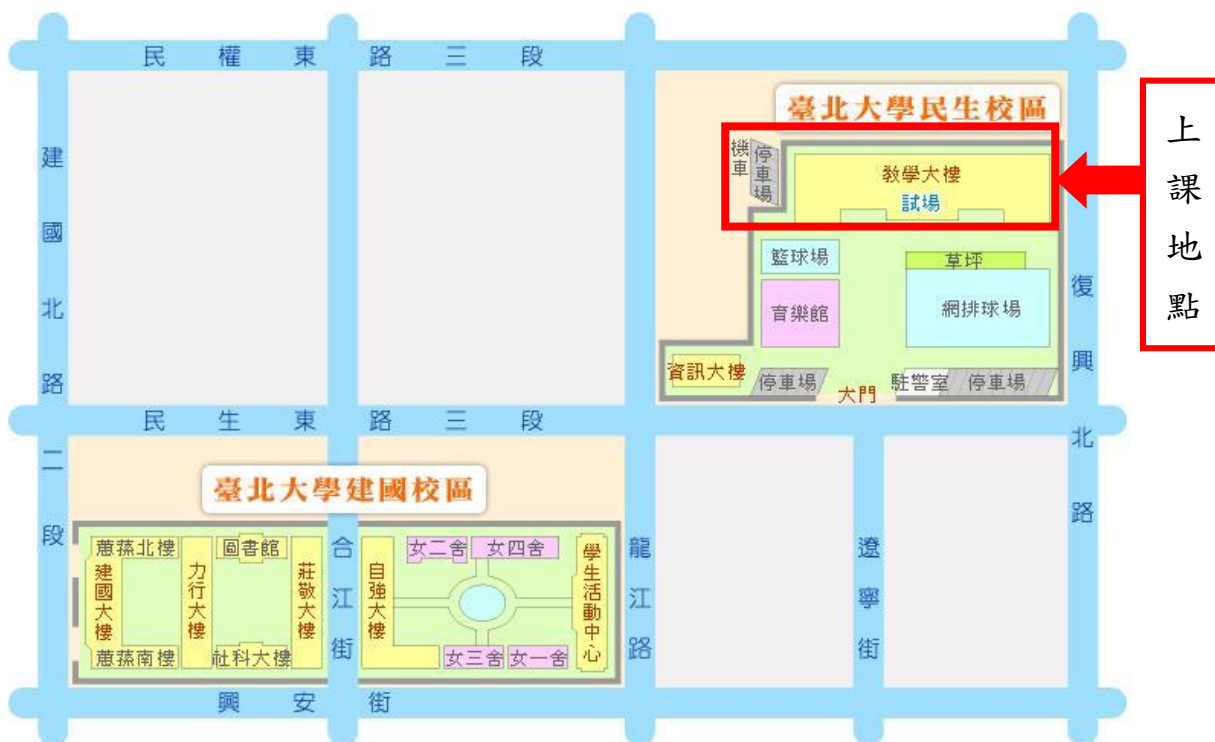 民權東路三段
臺北大學民生校區
上課地點
機車
停車場
教學大樓
試場
建國北路二段
復興北路
籃球場
草坪
育樂館
網排球場
資訊大樓
停車場
大門
駐警室
停車場
民生東路三段
臺北大學建國校區
蕙蓀北樓
圖書館
合江街
女二舍
女四舍
龍江路
遼寧街
建國大樓
力行大樓
莊敬大樓
自強大樓
學生活動中心
蕙蓀南樓
社科大樓
女三舍
女一舍
興安街